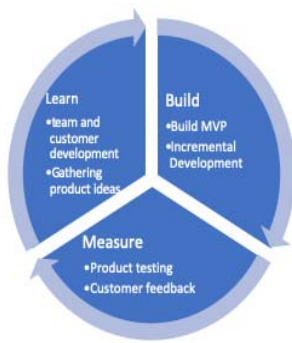 Learn
•team and
customer
development
•Gathering
product ideas
Build
•Build MVP
•Incremental
Development
Measure
•Product testing
•Customer feedback